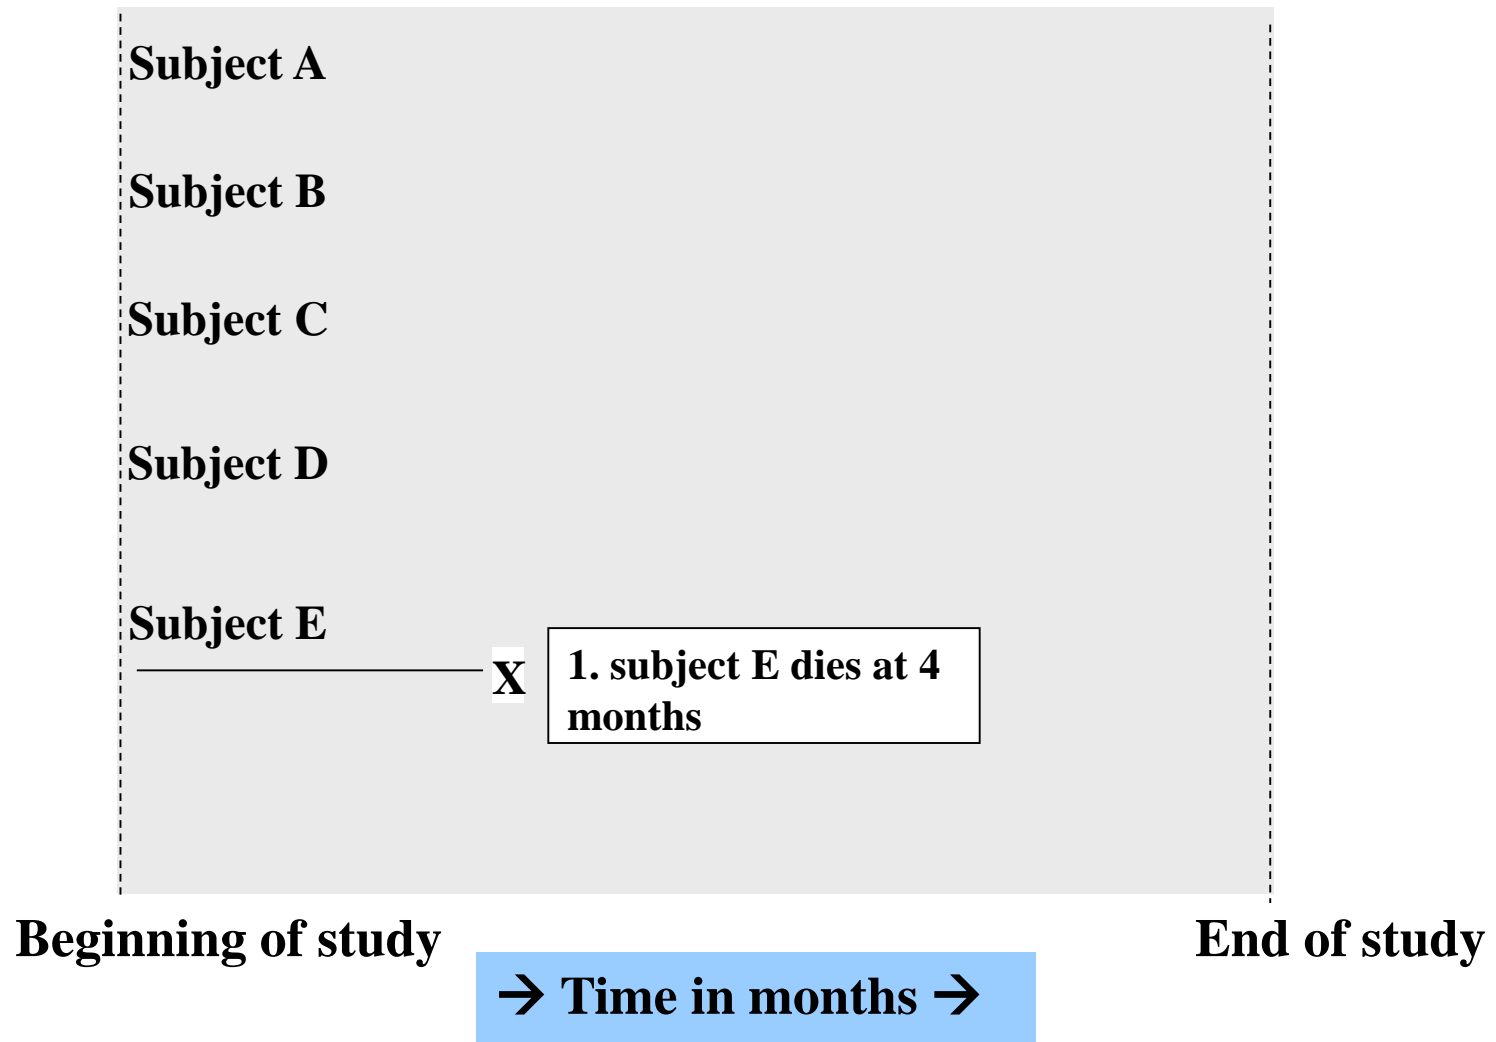 Subject A
Subject B
Subject C
Subject D
Subject E
X
1. subject E dies at 4
months
Beginning of study
End of study
→ Time in months →